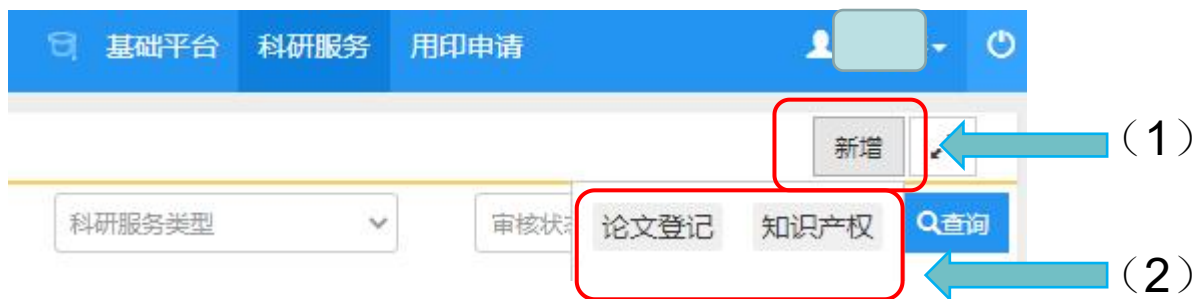 基础平台 科研服务 用印申请
新增
（1）
科研服务类型 审核状 论文登记 知识产权 查询
（2）